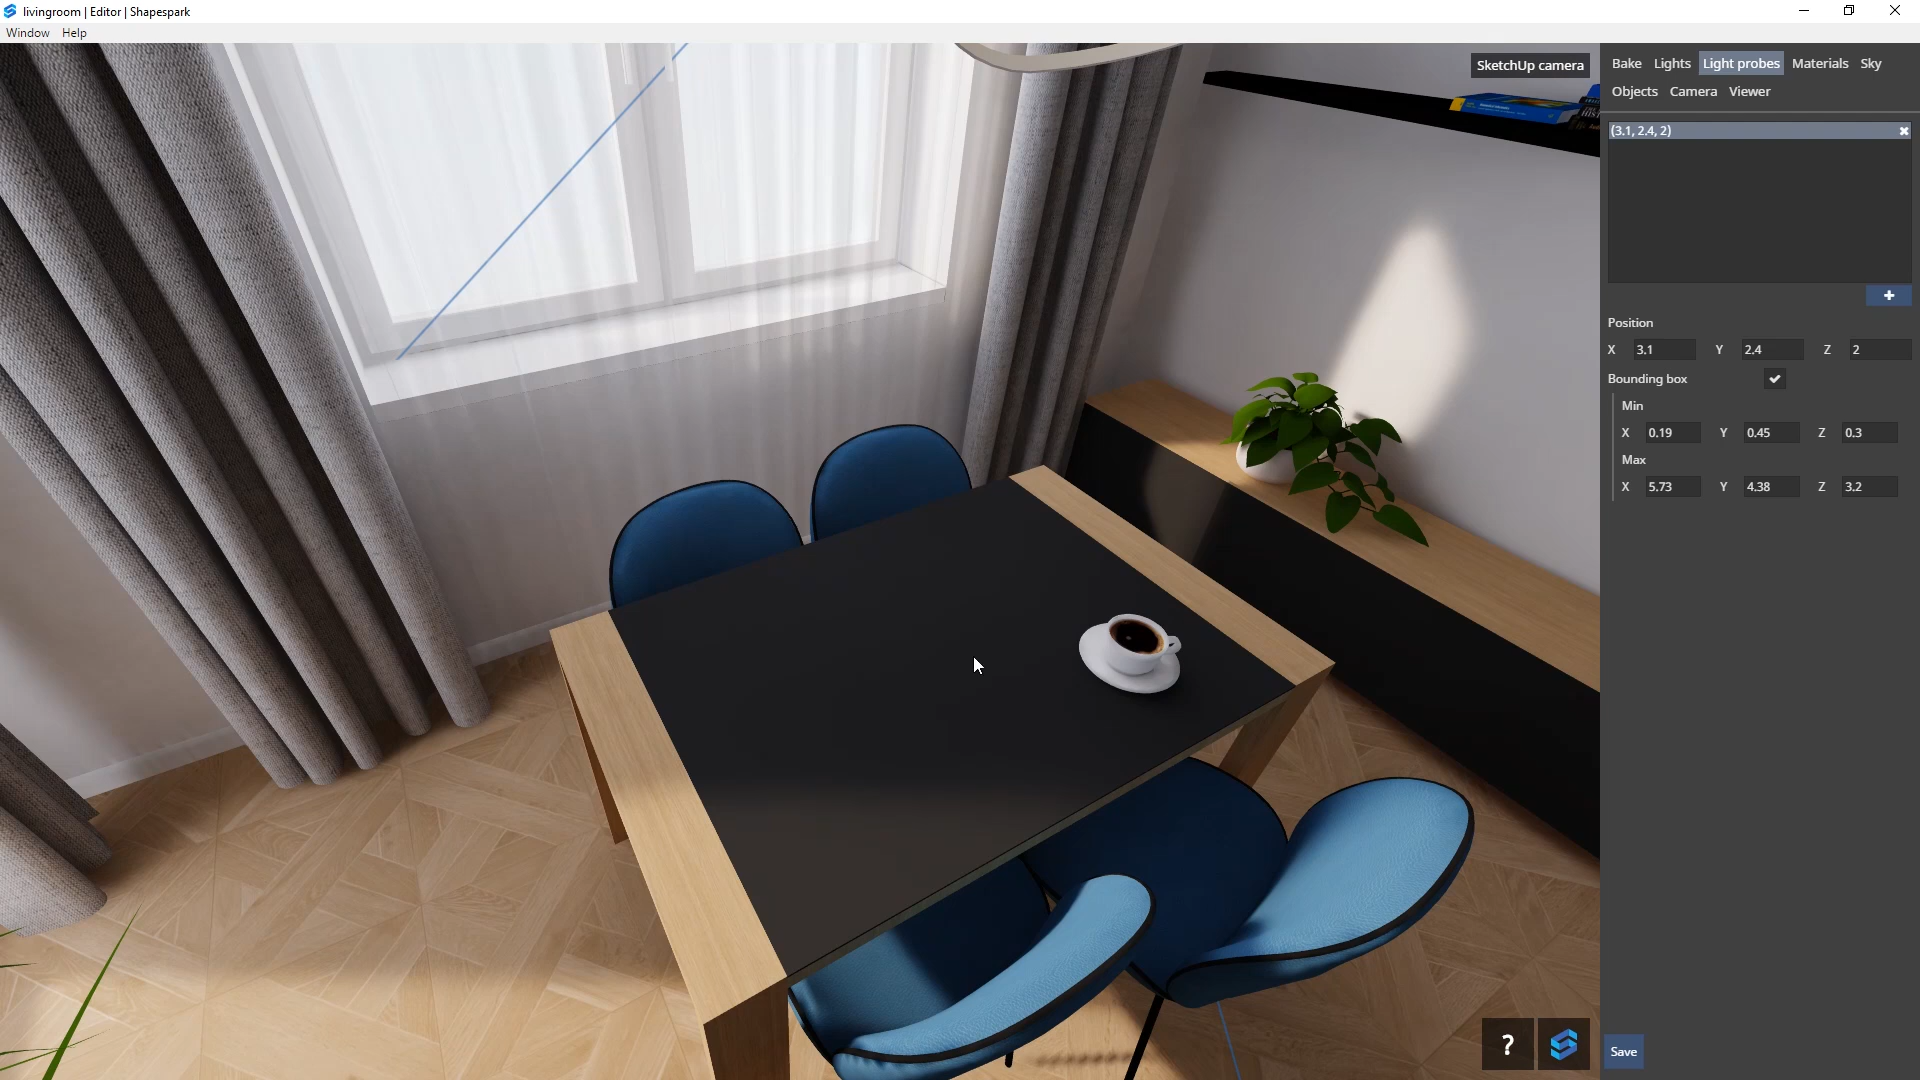 livingroom | Editor | Shapespark
Window Help
SketchUp camera
Bake Lights Light probes Materials Sky
Objects Camera Viewer
(3.1, 2.4, 2)
Position
X 3.1 Y 2.4 Z 2
Bounding box
Min
X 0.19 Y 0.45 Z 0.3
Max
X 5.73 Y 4.38 Z 3.2
?
Save